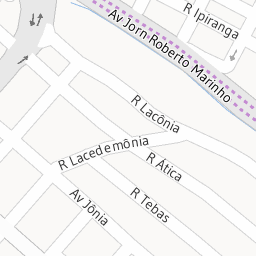 R Ipiranga
Av Jorn Roberto Marinho
R Lacônia
R Lacedemônia
R Ática
R Tebas
Av Jônia